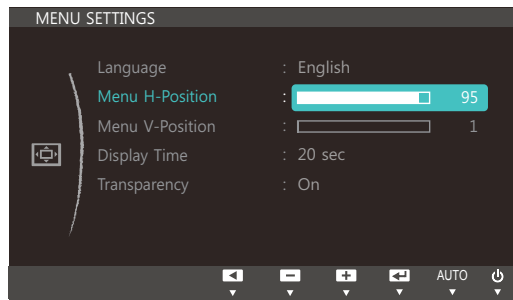 MENU SETTINGS
Language : English
Menu H-Position : 95
Menu V-Position : 1
Display Time : 20 sec
Transparency : On
AUTO